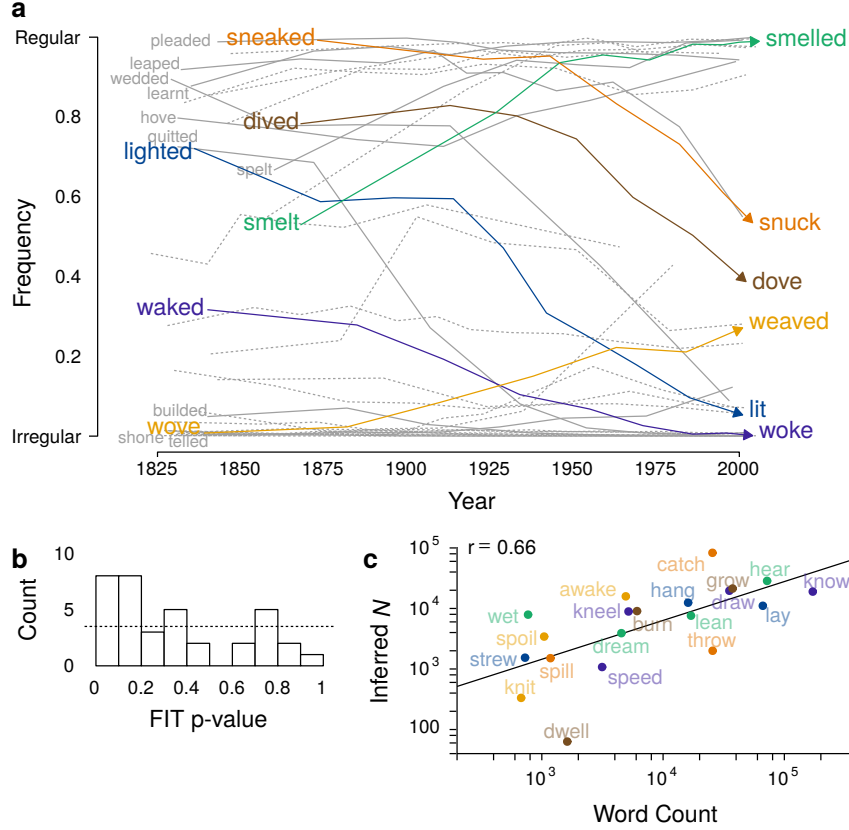 a
Regular
0.8
0.6
0.4
0.2
Irregular
Frequency
pleaded
sneaked
smelled
leaped
wedded
learnt
hove
dived
quitted
lighted
spelt
smelt
snuck
dove
waked
weaved
builded
lit
wove
woke
shone telled
1825 1850 1875 1900 1925 1950 1975 2000
Year
b
10
5
0
Count
0 0.2 0.4 0.6 0.8 1
FIT p-value
c
r = 0.66
10^5
10^4
10^3
100
Inferred N
catch
hear
grow
know
awake
hang
draw
kneel
lay
wet
burn
lean
spoil
dream
throw
strew
spill
speed
knit
dwell
10^3 10^4 10^5
Word Count